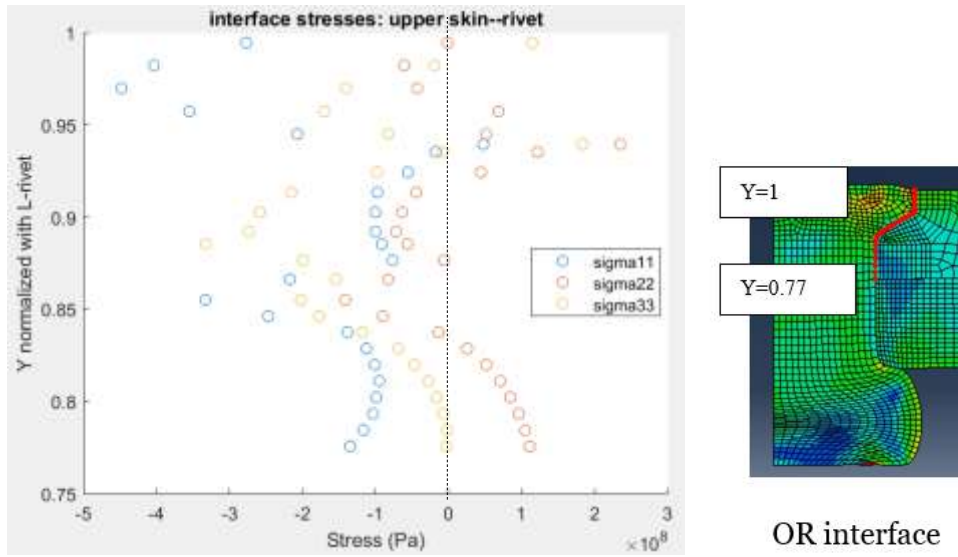 interface stresses: upper skin--rivet
1
0.95
0.9
0.85
0.8
0.75
Y normalized with L-rivet
sigma11
sigma22
sigma33
-5 -4 -3 -2 -1 0 1 2 3
Stress (Pa)
×10⁸
Y=1
Y=0.77
OR interface